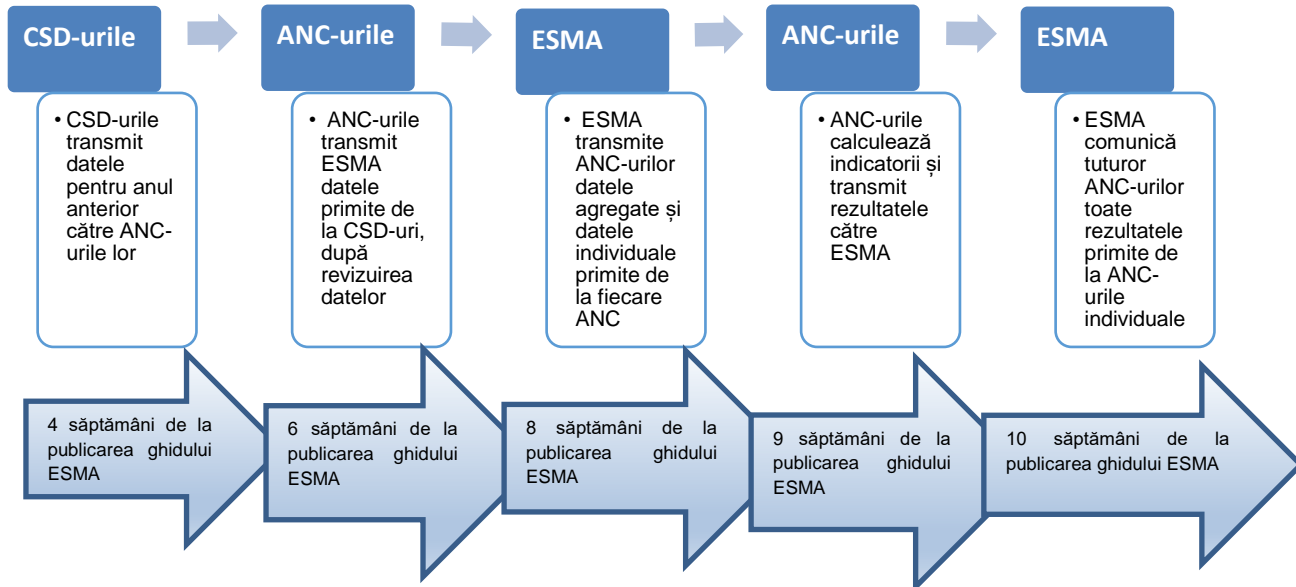 CSD-urile
ANC-urile
ESMA
ANC-urile
ESMA
• CSD-urile
transmit
datele
pentru anul
anterior
către ANC-
urile lor
• ANC-urile
transmit
ESMA
datele
primite de
la CSD-uri,
după
revizuirea
datelor
• ESMA
transmite
ANC-urilor
datele
agregate și
datele
individuale
primite de
la fiecare
ANC
• ANC-urile
calculează
indicatorii și
transmit
rezultatele
către
ESMA
• ESMA
comunică
tuturor
ANC-urilor
toate
rezultatele
primite de
la ANC-
urile
individuale
4 săptămâni de la
publicarea ghidului
ESMA
6 săptămâni de la
publicarea ghidului
ESMA
8 săptămâni de la
publicarea ghidului
ESMA
9 săptămâni de la
publicarea ghidului
ESMA
10 săptămâni de la
publicarea ghidului ESMA